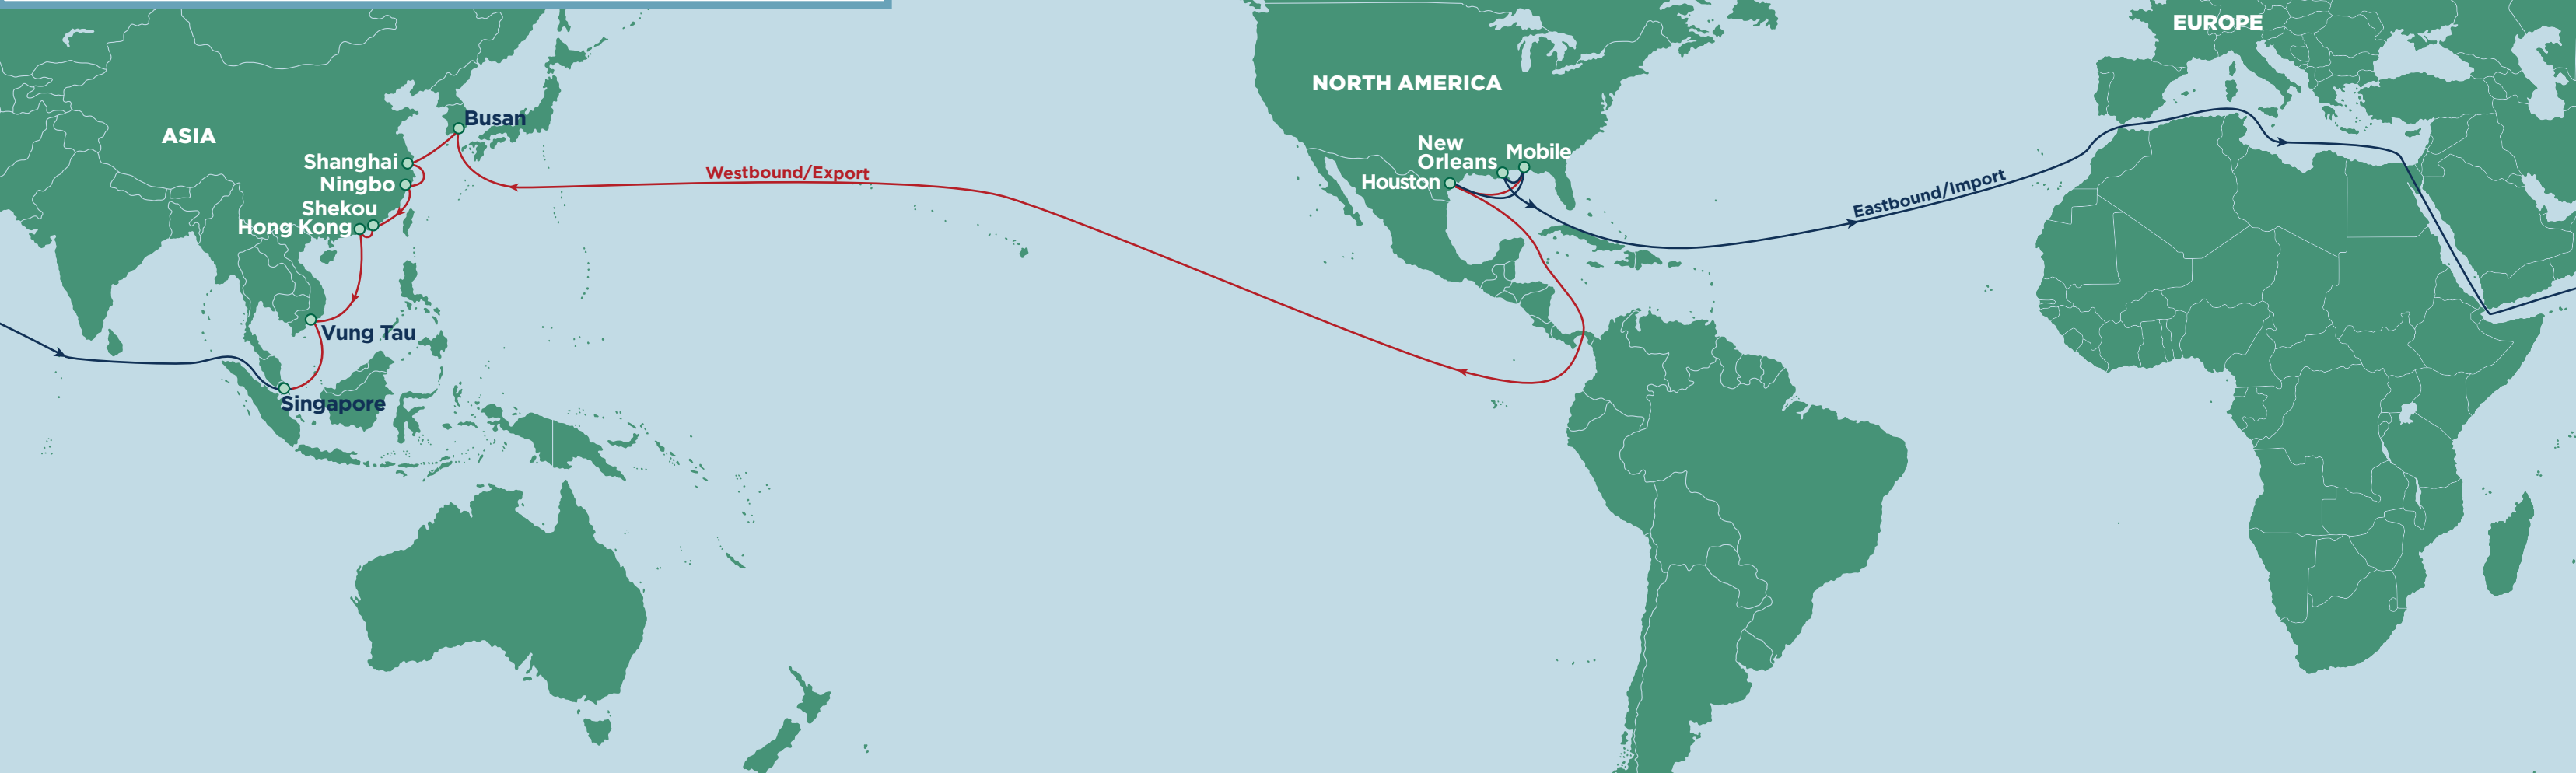 EUROPE
NORTH AMERICA
ASIA
Busan
Shanghai
Ningbo
Shekou
Hong Kong
Vung Tau
Singapore
Westbound/Export
New
Orleans
Mobile
Houston
Eastbound/Import